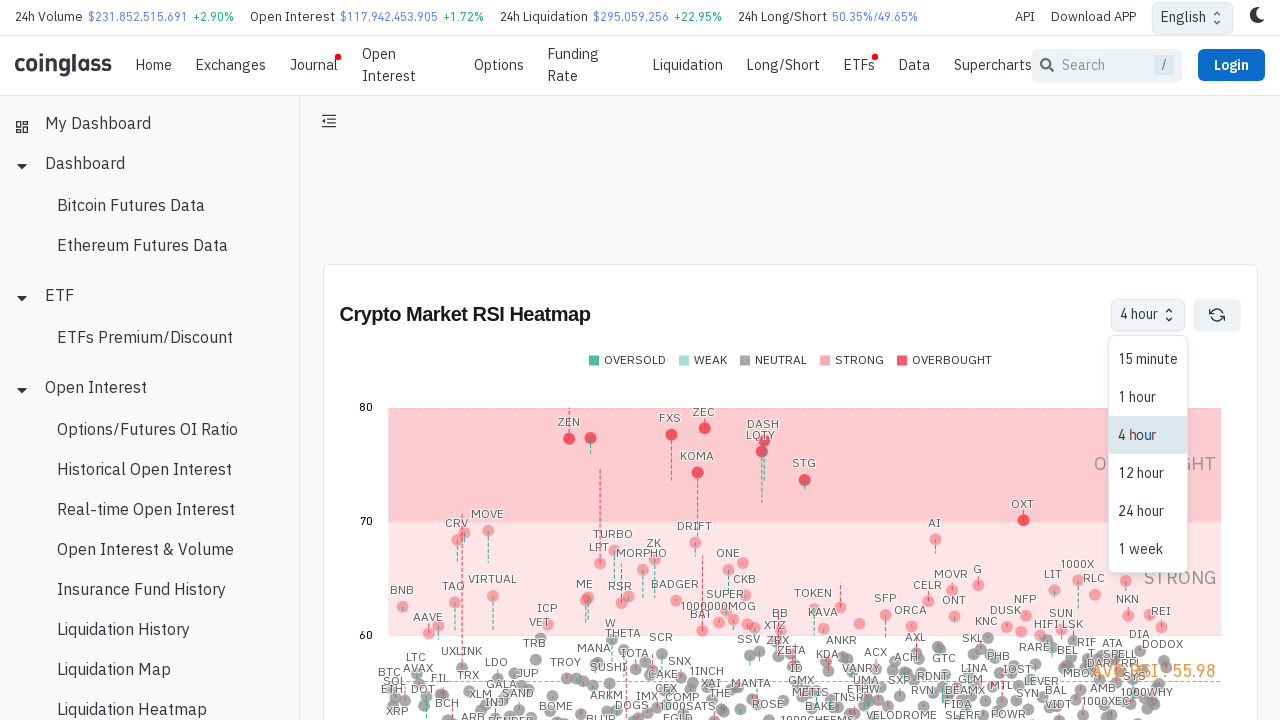 24h Volume $231,852,515,691 +2.90% Open Interest $117,942,453,905 +1.72% 24h Liquidation $295,059,256 +22.95% 24h Long/Short 50.35%/49.65% API Download APP English
coinglass Home Exchanges Journal Open Interest Options Funding Rate Liquidation Long/Short ETFs Data Supercharts Search / Login
My Dashboard
Dashboard
Bitcoin Futures Data
Ethereum Futures Data
ETF
ETFs Premium/Discount
Open Interest
Options/Futures OI Ratio
Historical Open Interest
Real-time Open Interest
Open Interest & Volume
Insurance Fund History
Liquidation History
Liquidation Map
Liquidation Heatmap
Crypto Market RSI Heatmap
4 hour
15 minute
1 hour
4 hour
12 hour
24 hour
1 week
OVERSOLD WEAK NEUTRAL STRONG OVERBOUGHT
80
ZEN FXS ZEC DASH
LQTY
KOMA STG
OXT
70
MOVE
CRV TURBO DRIFT AI
LPT MORPHO ZK ONE 1000X
BNB TAO VIRTUAL ME RSR BADGER CKB CELR MOVR G LIT RLC STRONG
AAVE ICP SUPER TOKEN SFP ONT NFP NKN
VET 1000000MOG BAT BB KAVA ORCA DUSK SUN REI
60
W THETA XTZ KNC HIFI LSK
TRB SCR SSV ZRX ANKR AXL SKL DIA
UXLINK MANA IOTA ZETA KDA ACX ACH GTC PHB RARE BEL RIF ATA DODOX
LTC LDO TROY SUSHI SNX 1INCH ID VANRY LINA IOST LEVER SPELL
BTC AVAX TRX JUP CAKE XAI GMX UMA SXP RDNT GLM MTL MBOX SYS
SOL FIL GALA CFX MANTA METIS ETHW RVN BEAMX SYN BAL AMB
ETH DOT XLM SAND ARKM IMX COMP THE TNSR 1000WHY
XRP BCH INJ BOME DOGS 1000SATS ROSE BAKE FIDA VIDT 1000XEC
ARB BLUR 1000CHEEMS VELODROME SLERF POWR
AVG RSI : 55.98